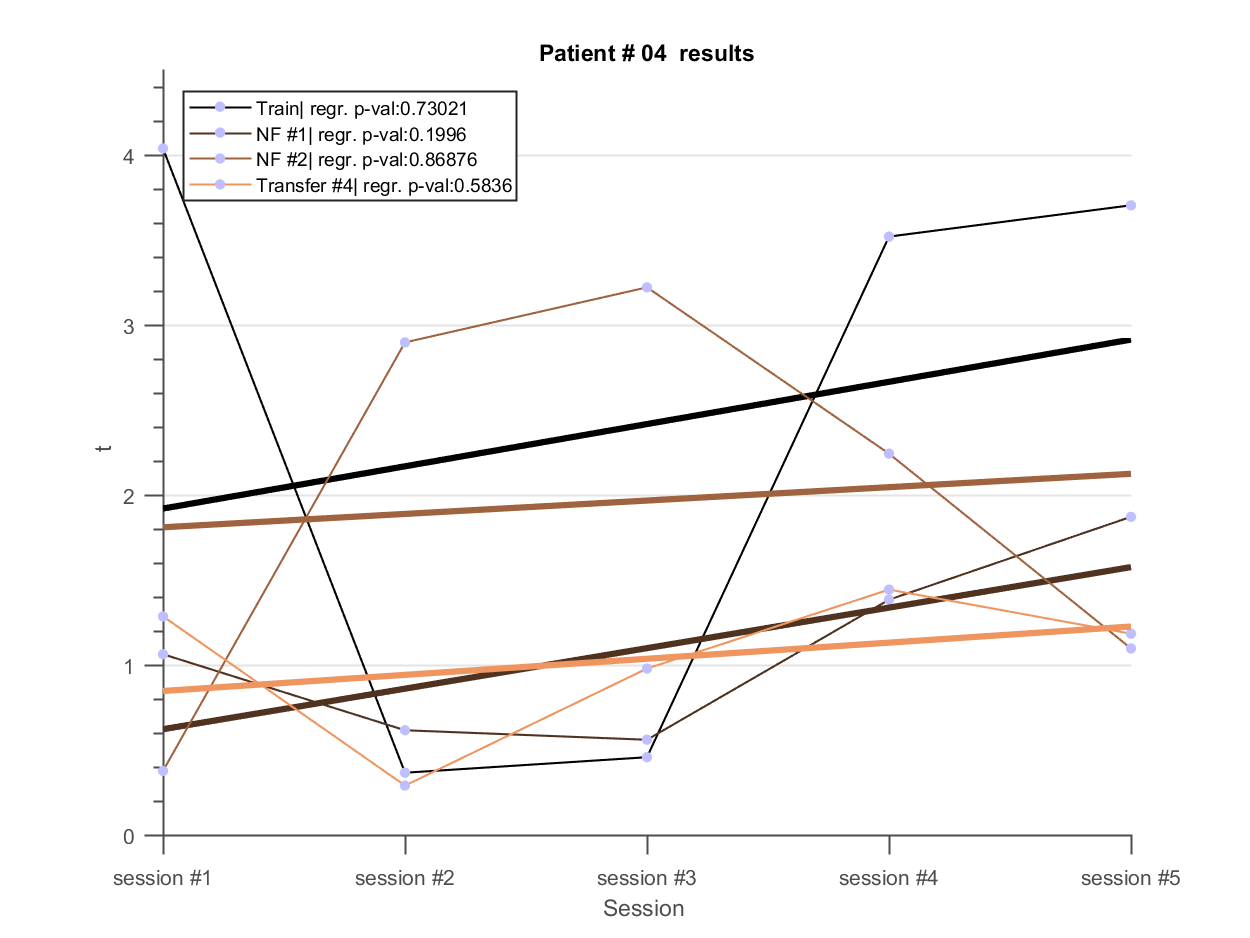 Patient # 04  results
Train| regr. p-val:0.73021
NF #1| regr. p-val:0.1996
NF #2| regr. p-val:0.86876
Transfer #4| regr. p-val:0.5836
4
3
2
1
0
t
session #1
session #2
session #3
session #4
session #5
Session